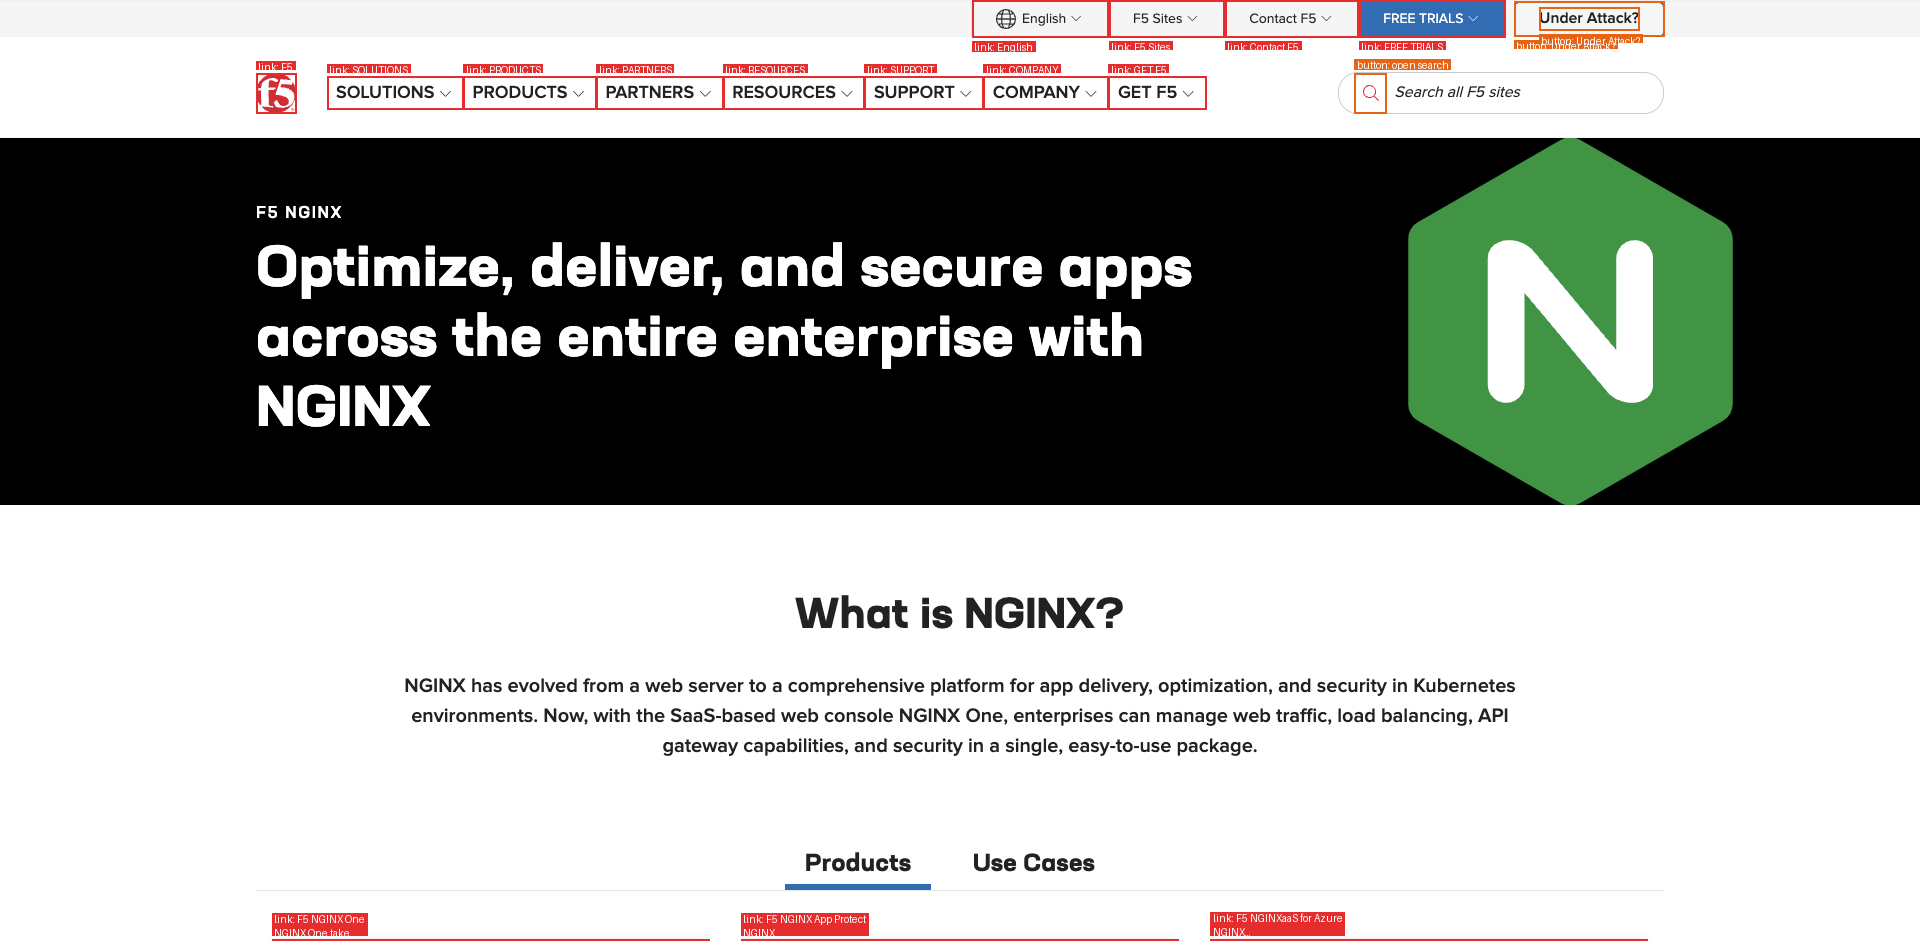 English
F5 Sites
Contact F5
FREE TRIALS
Under Attack?
link: English
link: F5 Sites
link: Contact F5
link: FREE TRIALS
button: Under Attack?
button: Under Attack?
link: F5
link: SOLUTIONS
link: PRODUCTS
link: PARTNERS
link: RESOURCES
link: SUPPORT
link: COMPANY
link: GET F5
button: open search
f5
SOLUTIONS
PRODUCTS
PARTNERS
RESOURCES
SUPPORT
COMPANY
GET F5
Search all F5 sites
F5 NGINX
Optimize, deliver, and secure apps
across the entire enterprise with
NGINX
N
What is NGINX?
NGINX has evolved from a web server to a comprehensive platform for app delivery, optimization, and security in Kubernetes
environments. Now, with the SaaS-based web console NGINX One, enterprises can manage web traffic, load balancing, API
gateway capabilities, and security in a single, easy-to-use package.
Products
Use Cases
link: F5 NGINX One
NGINX One take
link: F5 NGINX App Protect
NGINX
link: F5 NGINXaaS for Azure
NGINX...